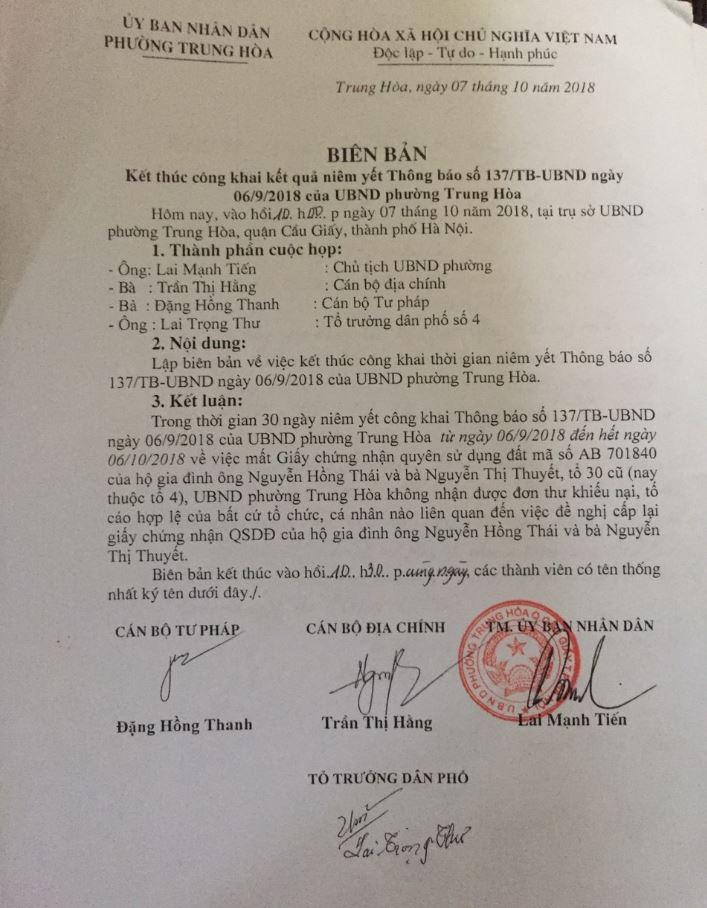 ỦY BAN NHÂN DÂN
PHƯỜNG TRUNG HÒA
CỘNG HÒA XÃ HỘI CHỦ NGHĨA VIỆT NAM
Độc lập - Tự do - Hạnh phúc
Trung Hòa, ngày 07 tháng 10 năm 2018
BIÊN BẢN
Kết thúc công khai kết quả niêm yết Thông báo số 137/TB-UBND ngày
06/9/2018 của UBND phường Trung Hòa
Hôm nay, vào hồi.10. h00. p ngày 07 tháng 10 năm 2018, tại trụ sở UBND
phường Trung Hòa, quận Cầu Giấy, thành phố Hà Nội.
1. Thành phần cuộc họp:
- Ông: Lai Mạnh Tiến : Chủ tịch UBND phường
- Bà : Trần Thị Hằng : Cán bộ địa chính
- Bà : Đặng Hồng Thanh : Cán bộ Tư pháp
- Ông : Lai Trọng Thư : Tổ trưởng dân phố số 4
2. Nội dung:
Lập biên bản về việc kết thúc công khai thời gian niêm yết Thông báo số
137/TB-UBND ngày 06/9/2018 của UBND phường Trung Hòa.
3. Kết luận:
Trong thời gian 30 ngày niêm yết công khai Thông báo số 137/TB-UBND
ngày 06/9/2018 của UBND phường Trung Hòa từ ngày 06/9/2018 đến hết ngày
06/10/2018 về việc mất Giấy chứng nhận quyền sử dụng đất mã số AB 701840
của hộ gia đình ông Nguyễn Hồng Thái và bà Nguyễn Thị Thuyết, tổ 30 cũ (nay
thuộc tổ 4), UBND phường Trung Hòa không nhận được đơn thư khiếu nại, tố
cáo hợp lệ của bất cứ tổ chức, cá nhân nào liên quan đến việc đề nghị cấp lại
giấy chứng nhận QSDĐ của hộ gia đình ông Nguyễn Hồng Thái và bà Nguyễn
Thị Thuyết.
Biên bản kết thúc vào hồi.10.. h30.. p.cùng.ngày, các thành viên có tên thống
nhất ký tên dưới đây./.
CÁN BỘ TƯ PHÁP
CÁN BỘ ĐỊA CHÍNH
TM. ỦY BAN NHÂN DÂN
Đặng Hồng Thanh
Trần Thị Hằng
Lai Mạnh Tiến
TỔ TRƯỞNG DÂN PHỐ
Lai Trọng Thư